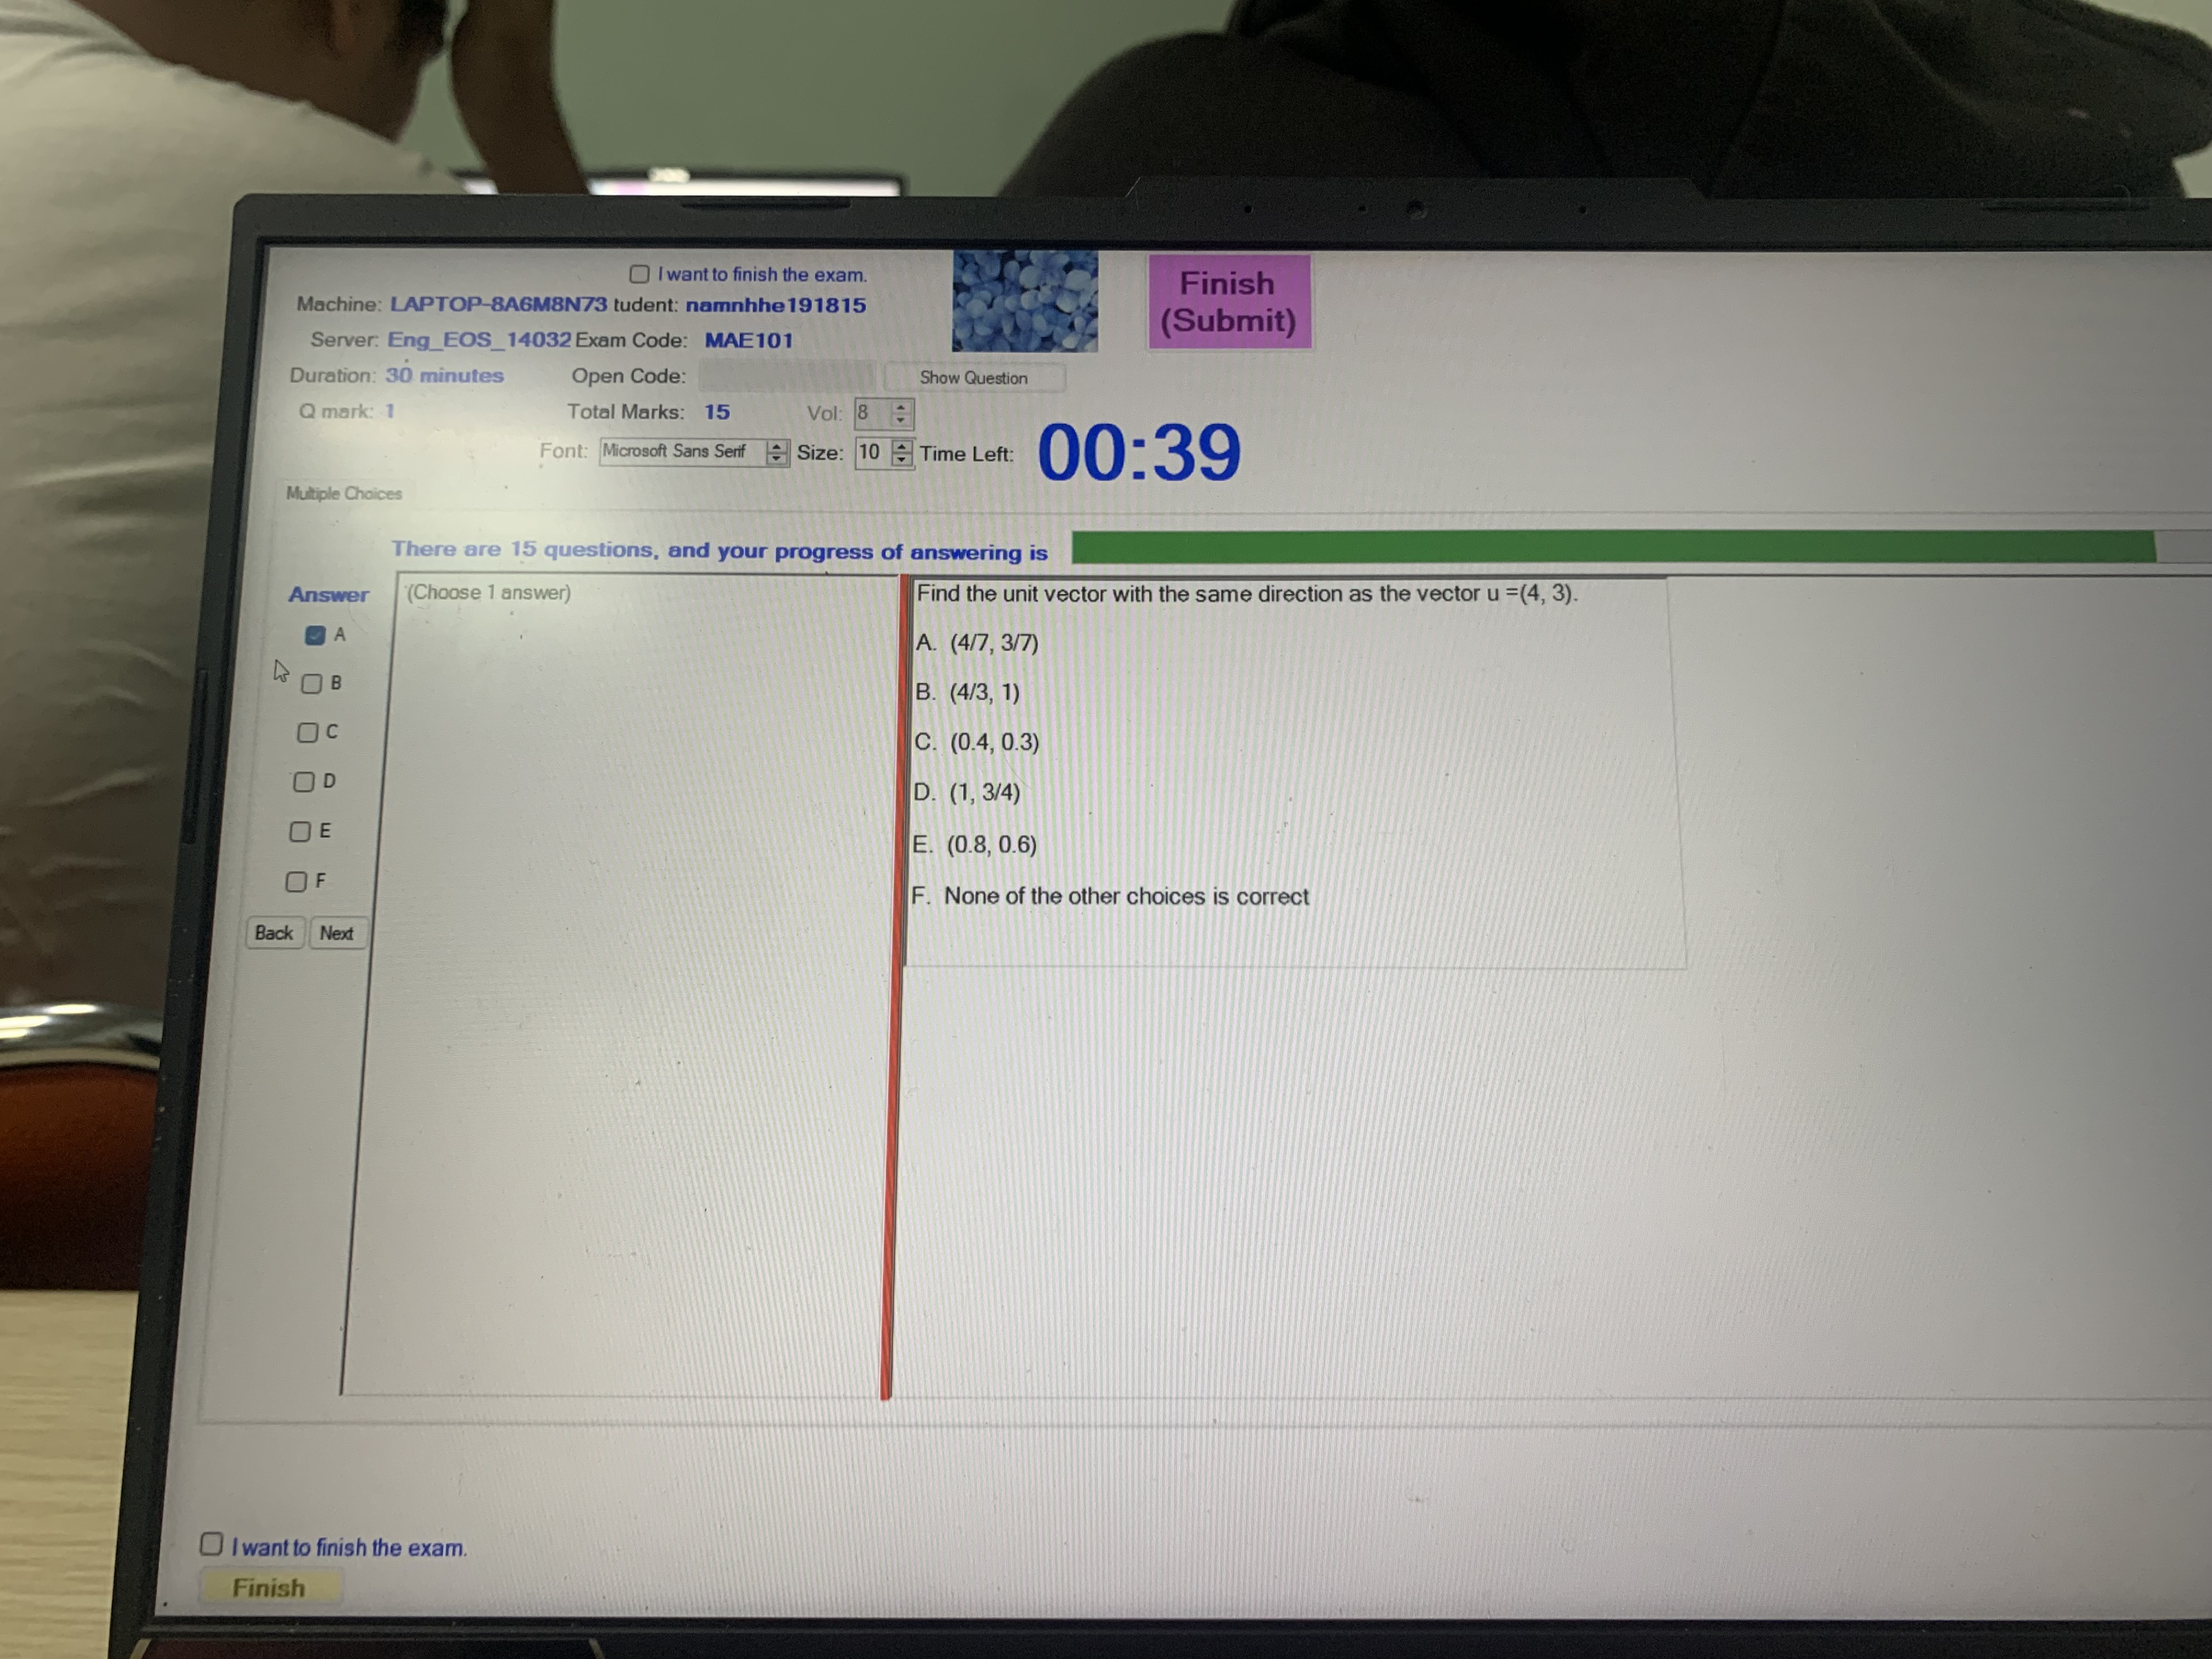 I want to finish the exam.
Machine: LAPTOP-8A6M8N73 tudent: namnhhe191815
Server: Eng_EOS_14032 Exam Code: MAE101
Duration: 30 minutes Open Code: Show Question
Q mark: 1 Total Marks: 15 Vol: 8
Font: Microsoft Sans Serif Size: 10 Time Left: 00:39
Finish
(Submit)
Multiple Choices
There are 15 questions, and your progress of answering is
Answer
A
B
C
D
E
F
Back Next
(Choose 1 answer)
Find the unit vector with the same direction as the vector u =(4, 3).
A. (4/7, 3/7)
B. (4/3, 1)
C. (0.4, 0.3)
D. (1, 3/4)
E. (0.8, 0.6)
F. None of the other choices is correct
I want to finish the exam.
Finish